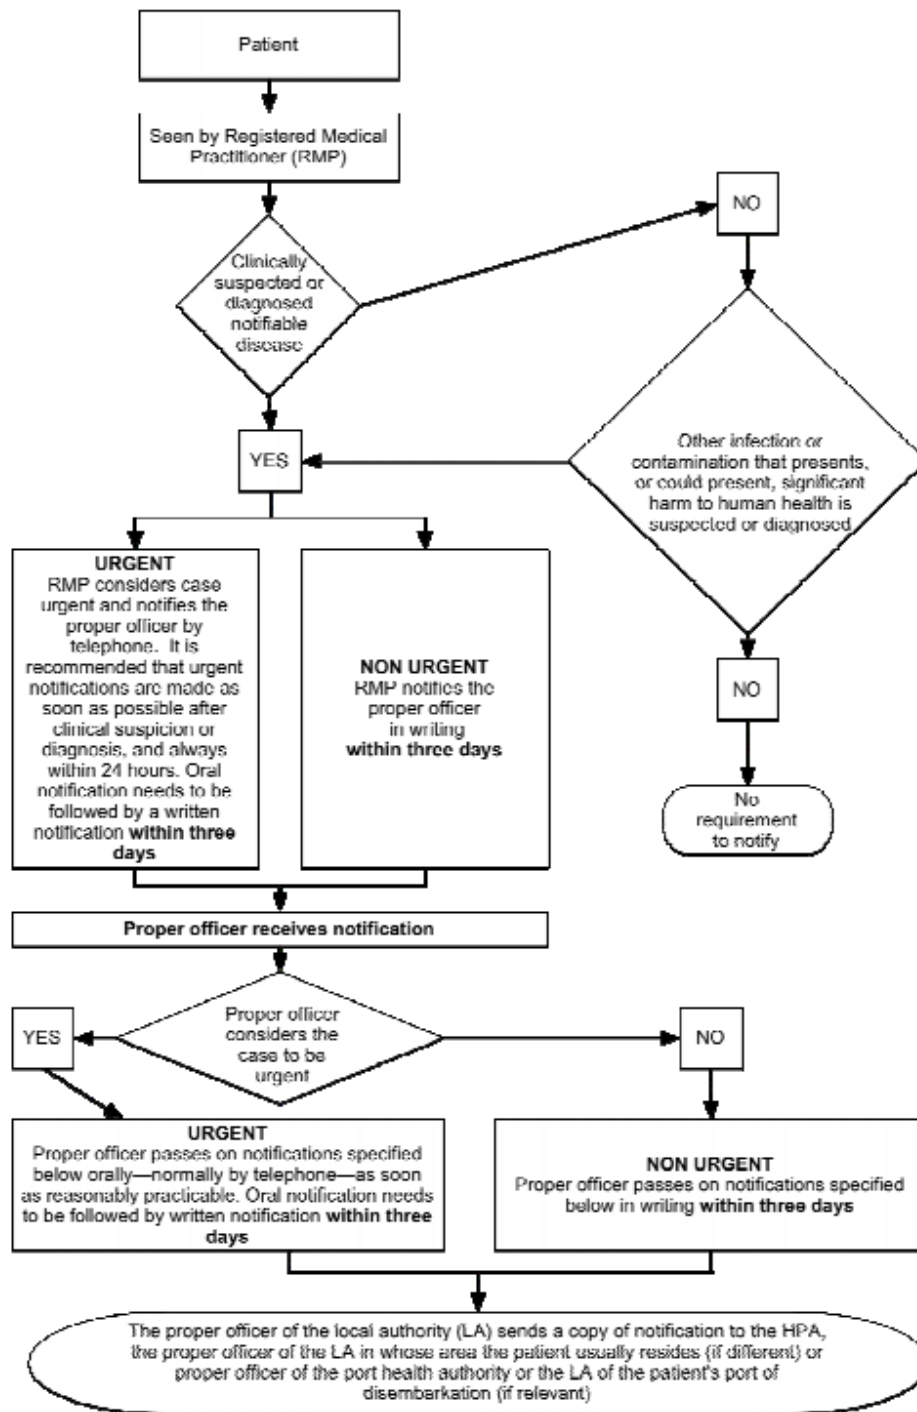 Patient
Seen by Registered Medical
Practitioner (RMP)
NO
Clinically
suspected or
diagnosed
notifiable
disease
YES
Other infection or
contamination that presents,
or could present, significant
harm to human health is
suspected or diagnosed
URGENT
RMP considers case
urgent and notifies the
proper officer by
telephone. It is
recommended that urgent
notifications are made as
soon as possible after
clinical suspicion or
diagnosis, and always
within 24 hours. Oral
notification needs to be
followed by a written
notification within three
days
NON URGENT
RMP notifies the
proper officer
in writing
within three days
NO
No
requirement
to notify
Proper officer receives notification
Proper officer
considers the
case to be
urgent
YES
NO
URGENT
Proper officer passes on notifications specified
below orally—normally by telephone—as soon
as reasonably practicable. Oral notification needs
to be followed by written notification within three
days
NON URGENT
Proper officer passes on notifications specified
below in writing within three days
The proper officer of the local authority (LA) sends a copy of notification to the HPA,
the proper officer of the LA in whose area the patient usually resides (if different) or
proper officer of the port health authority or the LA of the patient's port of
disembarkation (if relevant)